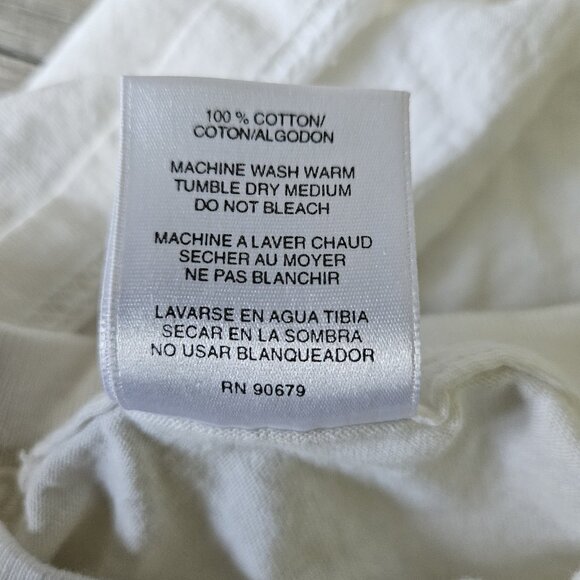 100 % COTTON/
COTON/ALGODON
MACHINE WASH WARM
TUMBLE DRY MEDIUM
DO NOT BLEACH
MACHINE A LAVER CHAUD
SECHER AU MOYER
NE PAS BLANCHIR
LAVARSE EN AGUA TIBIA
SECAR EN LA SOMBRA
NO USAR BLANQUEADOR
RN 90679